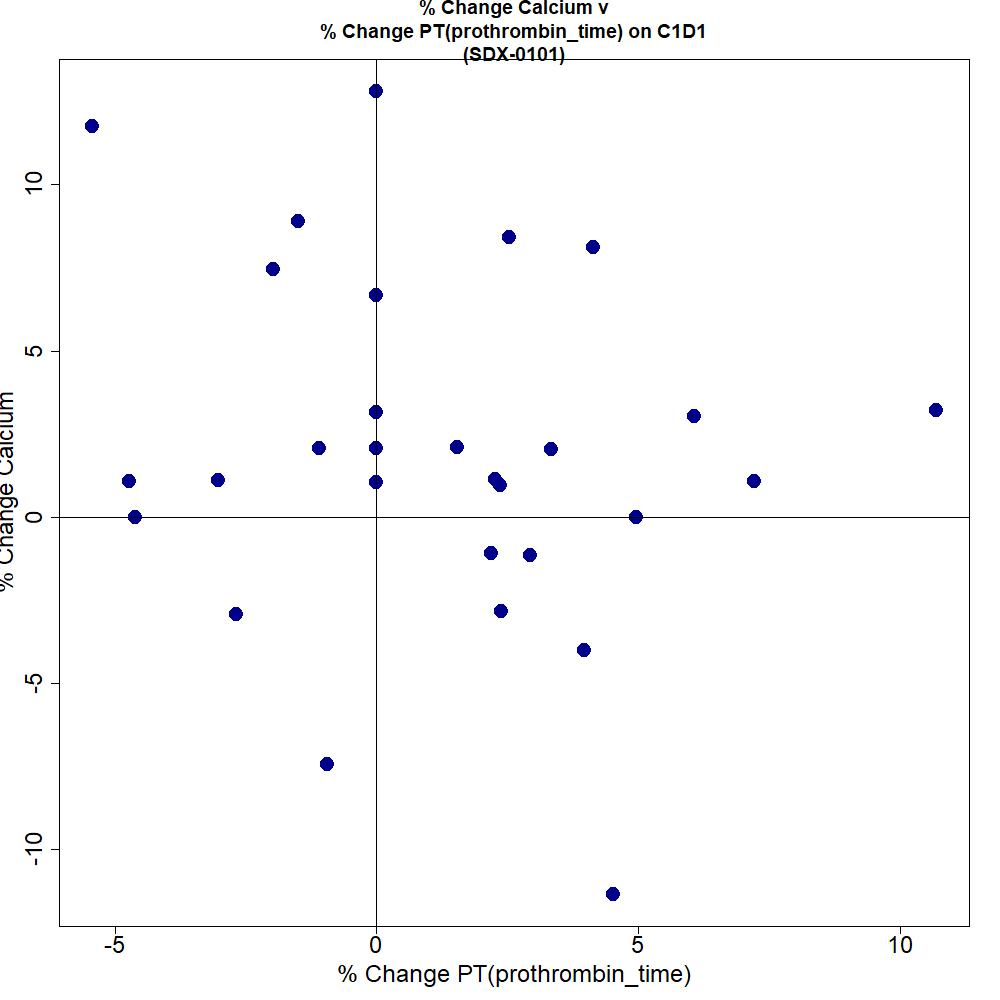 % Change Calcium v
% Change PT(prothrombin_time) on C1D1
(SDX-0101)
10
5
0
-5
-10
% Change Calcium
-5
0
5
10
% Change PT(prothrombin_time)